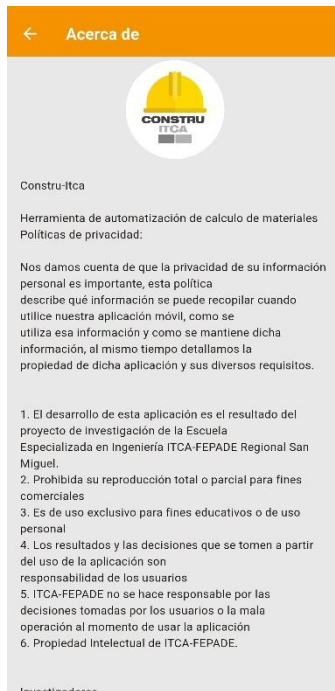 Acerca de
CONSTRU
ITCA
Constru-Itca
Herramienta de automatización de calculo de materiales
Políticas de privacidad:
Nos damos cuenta de que la privacidad de su información
personal es importante, esta política
describe qué información se puede recopilar cuando
utilice nuestra aplicación móvil, como se
utiliza esa información y como se mantiene dicha
información, al mismo tiempo detallamos la
propiedad de dicha aplicación y sus diversos requisitos.
1. El desarrollo de esta aplicación es el resultado del
proyecto de investigación de la Escuela
Especializada en Ingeniería ITCA-FEPADE Regional San
Miguel.
2. Prohibida su reproducción total o parcial para fines
comerciales
3. Es de uso exclusivo para fines educativos o de uso
personal
4. Los resultados y las decisiones que se tomen a partir
del uso de la aplicación son
responsabilidad de los usuarios
5. ITCA-FEPADE no se hace responsable por las
decisiones tomadas por los usuarios o la mala
operación al momento de usar la aplicación
6. Propiedad Intelectual de ITCA-FEPADE.
Investigadores